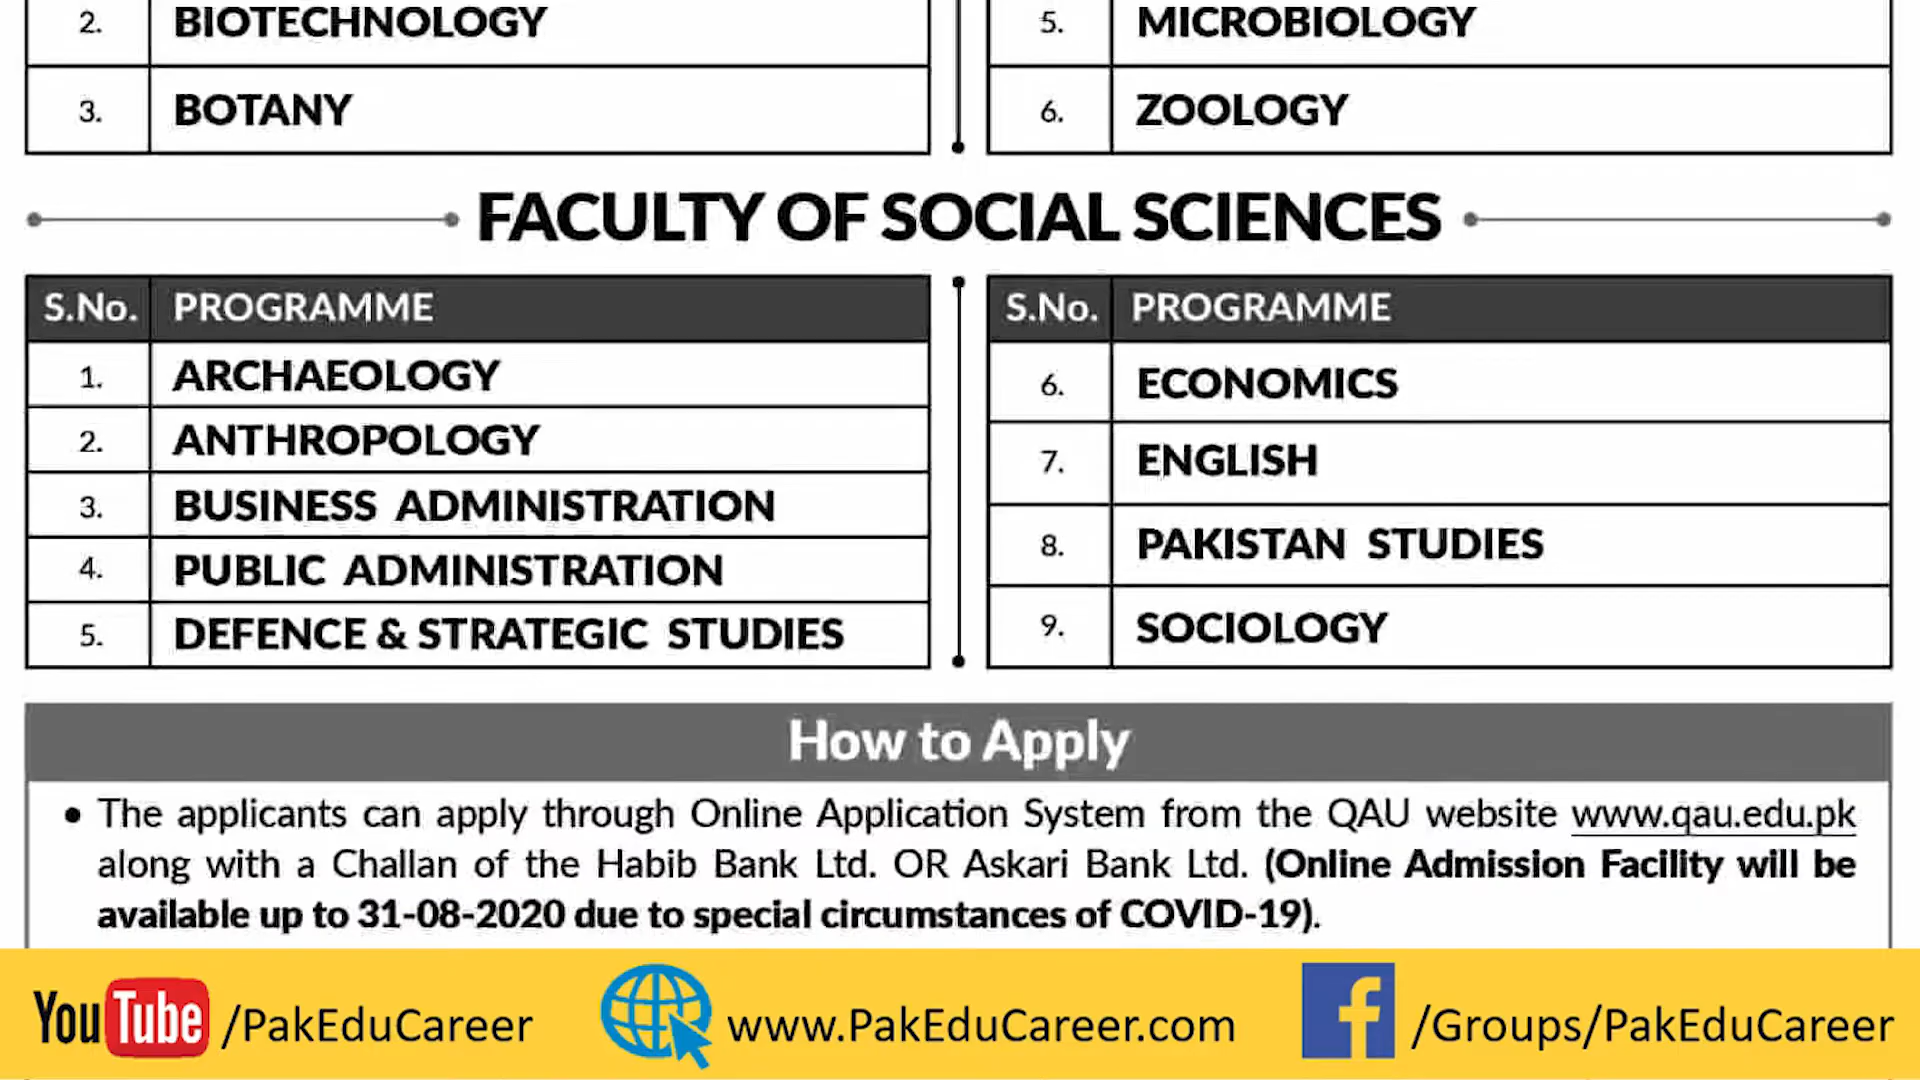 2. BIOTECHNOLOGY
3. BOTANY
5. MICROBIOLOGY
6. ZOOLOGY
FACULTY OF SOCIAL SCIENCES
S.No. PROGRAMME
1. ARCHAEOLOGY
2. ANTHROPOLOGY
3. BUSINESS ADMINISTRATION
4. PUBLIC ADMINISTRATION
5. DEFENCE & STRATEGIC STUDIES
S.No. PROGRAMME
6. ECONOMICS
7. ENGLISH
8. PAKISTAN STUDIES
9. SOCIOLOGY
How to Apply
• The applicants can apply through Online Application System from the QAU website www.qau.edu.pk
along with a Challan of the Habib Bank Ltd. OR Askari Bank Ltd. (Online Admission Facility will be
available up to 31-08-2020 due to special circumstances of COVID-19).
YouTube /PakEduCareer www.PakEduCareer.com f /Groups/PakEduCareer